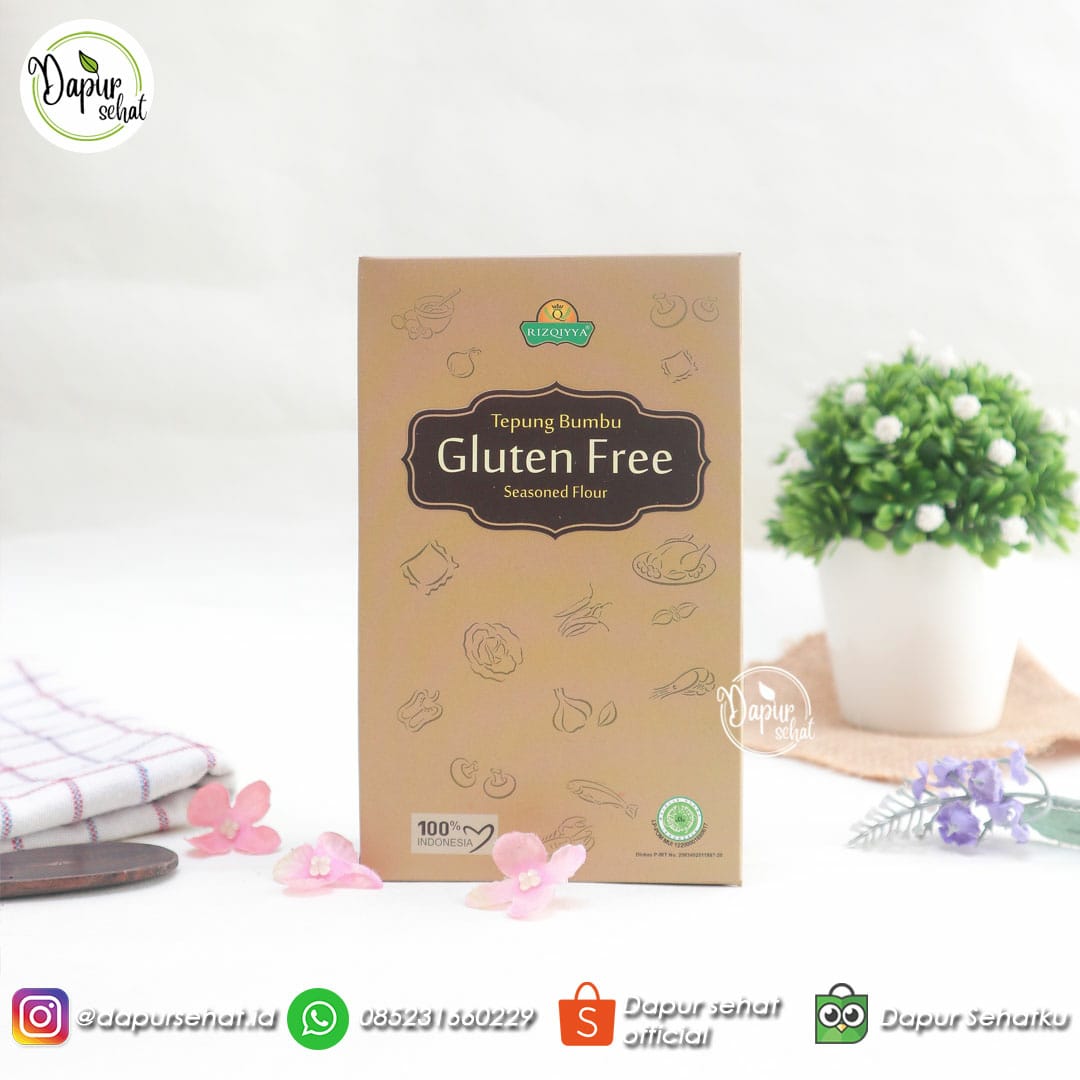 Dapur
sehat
RIZQIYYA®
Tepung Bumbu
Gluten Free
Seasoned Flour
Dapur
sehat
100%
INDONESIA
@dapursehat.id
085231660229
Dapur sehat
official
Dapur Sehatku